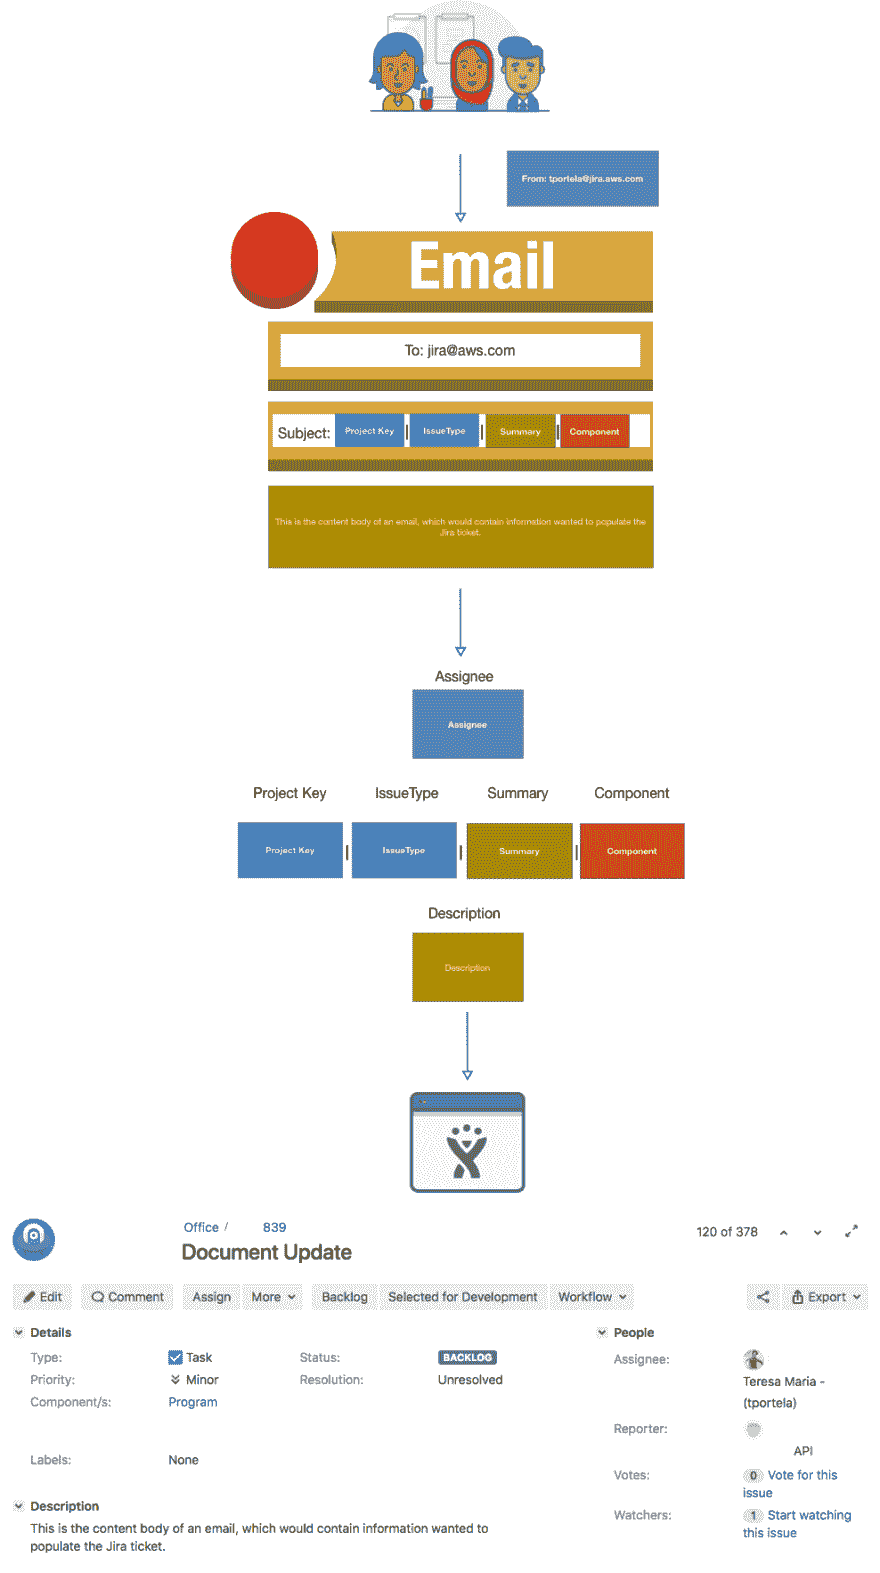 From: tportela@jira.aws.com
Email
To: jira@aws.com
Subject: Project Key | IssueType | Summary | Component
This is the content body of an email, which would contain information wanted to populate the
Jira ticket.
Assignee
Assignee
Project Key IssueType Summary Component
Project Key | IssueType | Summary | Component
Description
Description
Office / 839
120 of 378
Document Update
Edit Comment Assign More Backlog Selected for Development Workflow Export
Details
Type: Task Status: BACKLOG
Priority: Minor Resolution: Unresolved
Component/s: Program
Labels: None
People
Assignee:
Teresa Maria -
(tportela)
Reporter:
API
Votes: 0 Vote for this
issue
Watchers: 1 Start watching
this issue
Description
This is the content body of an email, which would contain information wanted to
populate the Jira ticket.